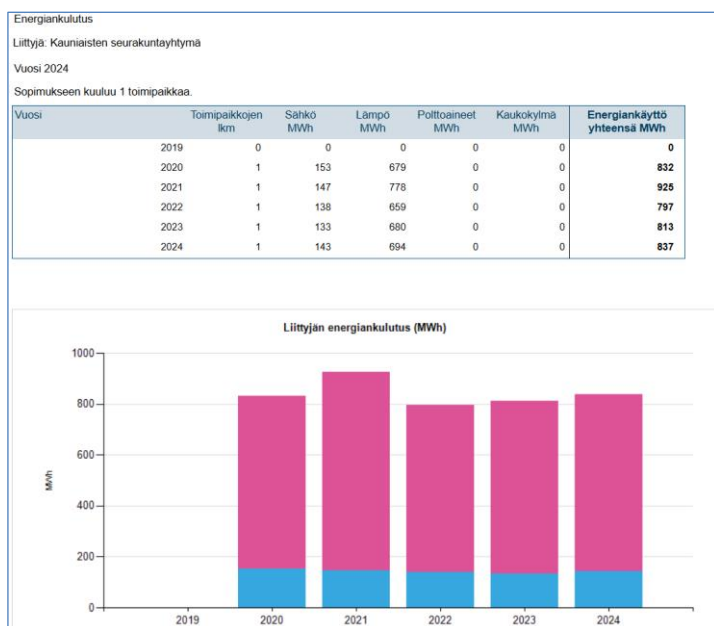 Energiankulutus
Liittyjä: Kauniaisten seurakuntayhtymä
Vuosi 2024
Sopimukseen kuuluu 1 toimipaikkaa.
Vuosi Toimipaikkojen lkm Sähkö MWh Lämpö MWh Polttoaineet MWh Kaukokylmä MWh Energiankäyttö yhteensä MWh
2019 0 0 0 0 0 0
2020 1 153 679 0 0 832
2021 1 147 778 0 0 925
2022 1 138 659 0 0 797
2023 1 133 680 0 0 813
2024 1 143 694 0 0 837
Liittyjän energiankulutus (MWh)
1000
800
600
400
200
0
MWh
2019 2020 2021 2022 2023 2024